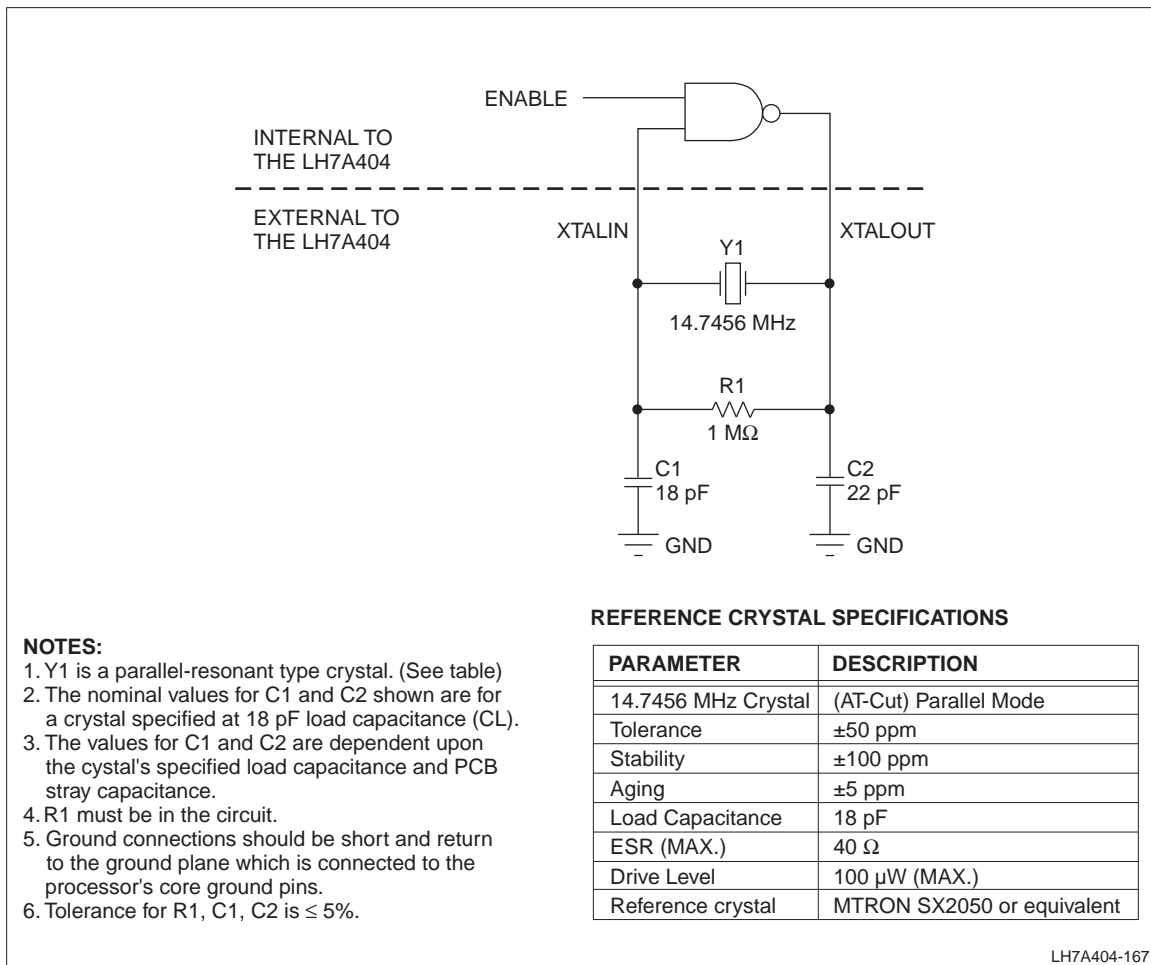 ENABLE
INTERNAL TO
THE LH7A404
EXTERNAL TO
THE LH7A404
XTALIN
XTALOUT
Y1
14.7456 MHz
R1
1 MΩ
C1
18 pF
C2
22 pF
GND
GND
NOTES:
1. Y1 is a parallel-resonant type crystal. (See table)
2. The nominal values for C1 and C2 shown are for
a crystal specified at 18 pF load capacitance (CL).
3. The values for C1 and C2 are dependent upon
the cystal's specified load capacitance and PCB
stray capacitance.
4. R1 must be in the circuit.
5. Ground connections should be short and return
to the ground plane which is connected to the
processor's core ground pins.
6. Tolerance for R1, C1, C2 is ≤ 5%.
REFERENCE CRYSTAL SPECIFICATIONS
PARAMETER DESCRIPTION
14.7456 MHz Crystal (AT-Cut) Parallel Mode
Tolerance ±50 ppm
Stability ±100 ppm
Aging ±5 ppm
Load Capacitance 18 pF
ESR (MAX.) 40 Ω
Drive Level 100 µW (MAX.)
Reference crystal MTRON SX2050 or equivalent
LH7A404-167